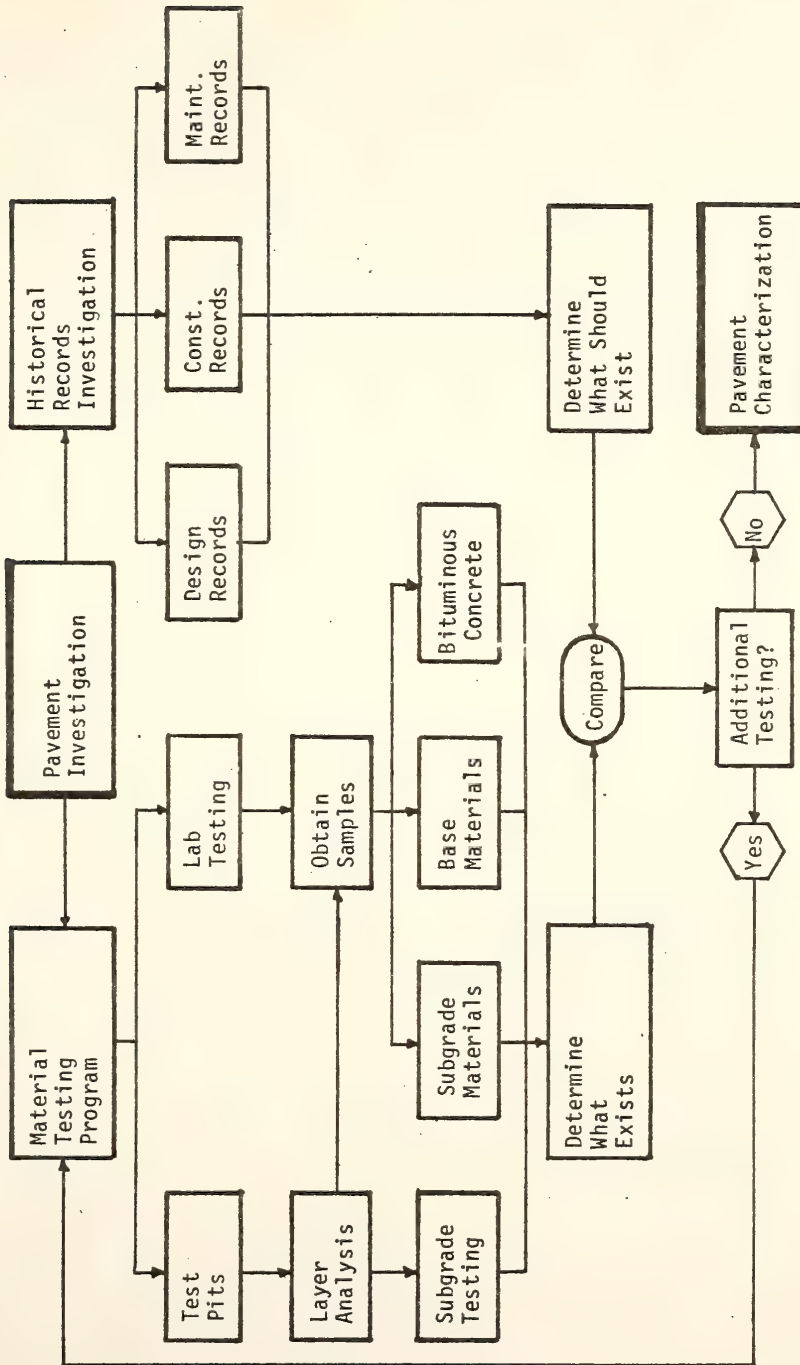 Material
Testing
Program
Pavement
Investigation
Historical
Records
Investigation
Test
Pits
Lab
Testing
Design
Records
Const.
Records
Maint.
Records
Layer
Analysis
Obtain
Samples
Subgrade
Testing
Subgrade
Materials
Base
Materials
Bituminous
Concrete
Determine
What
Exists
Compare
Determine
What Should
Exist
Yes
Additional
Testing?
No
Pavement
Characterization